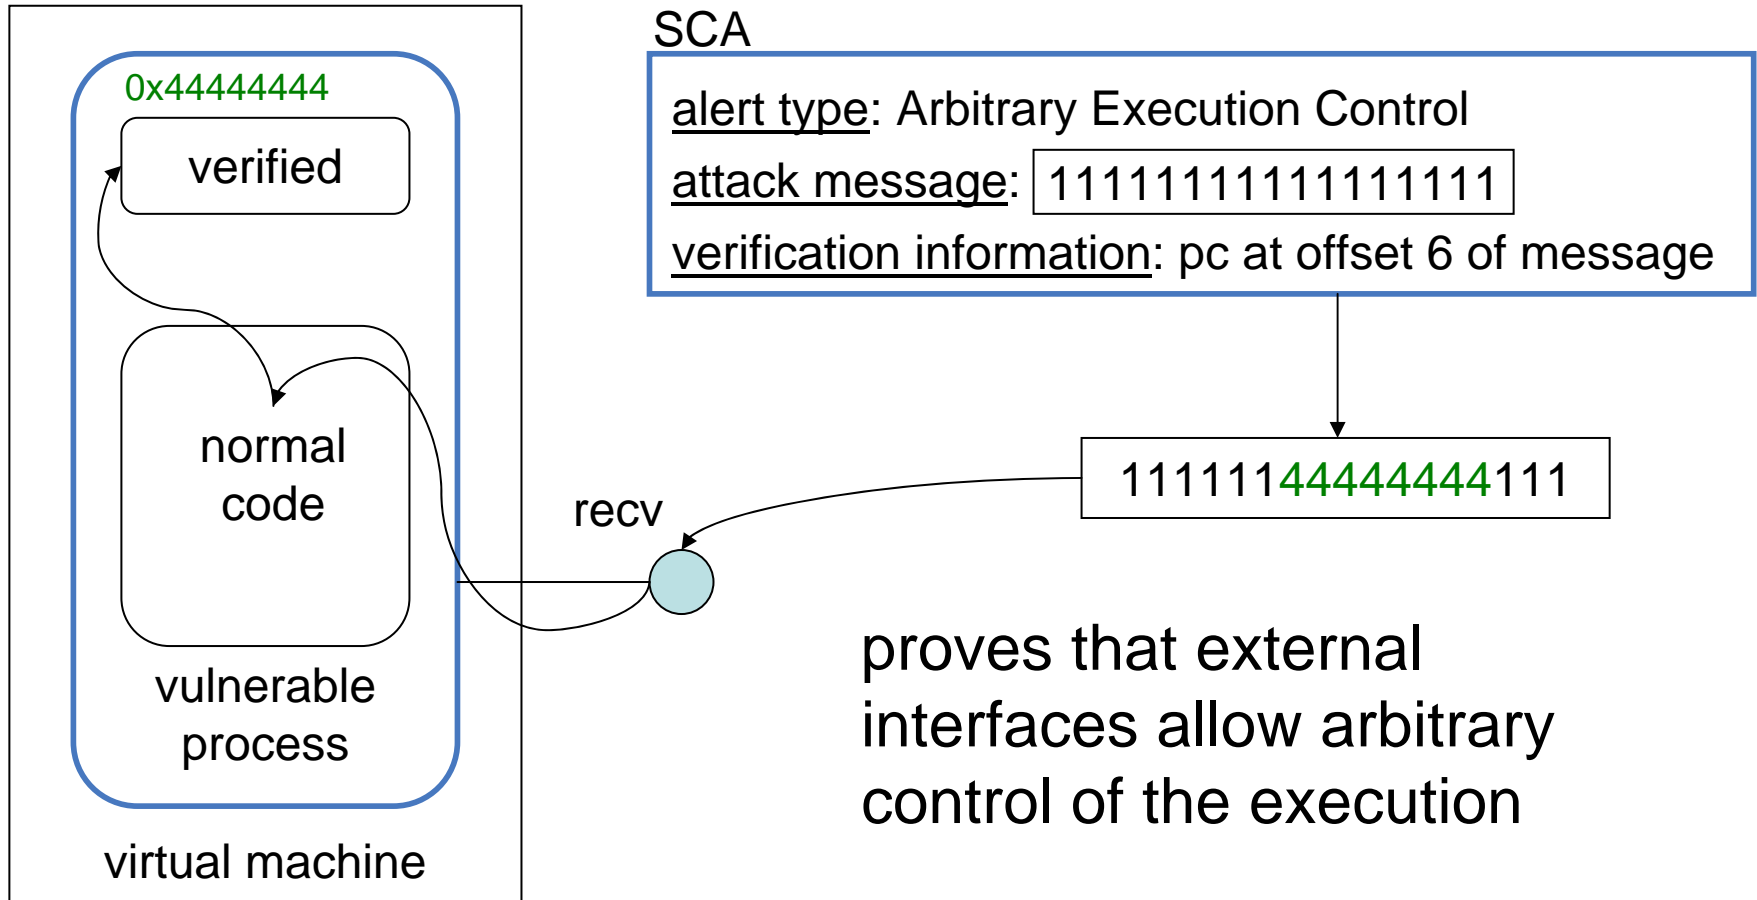 SCA
alert type: Arbitrary Execution Control
attack message: 11111111111111111
verification information: pc at offset 6 of message
0x44444444
verified
normal
code
vulnerable
process
virtual machine
recv
11111144444444111
proves that external
interfaces allow arbitrary
control of the execution